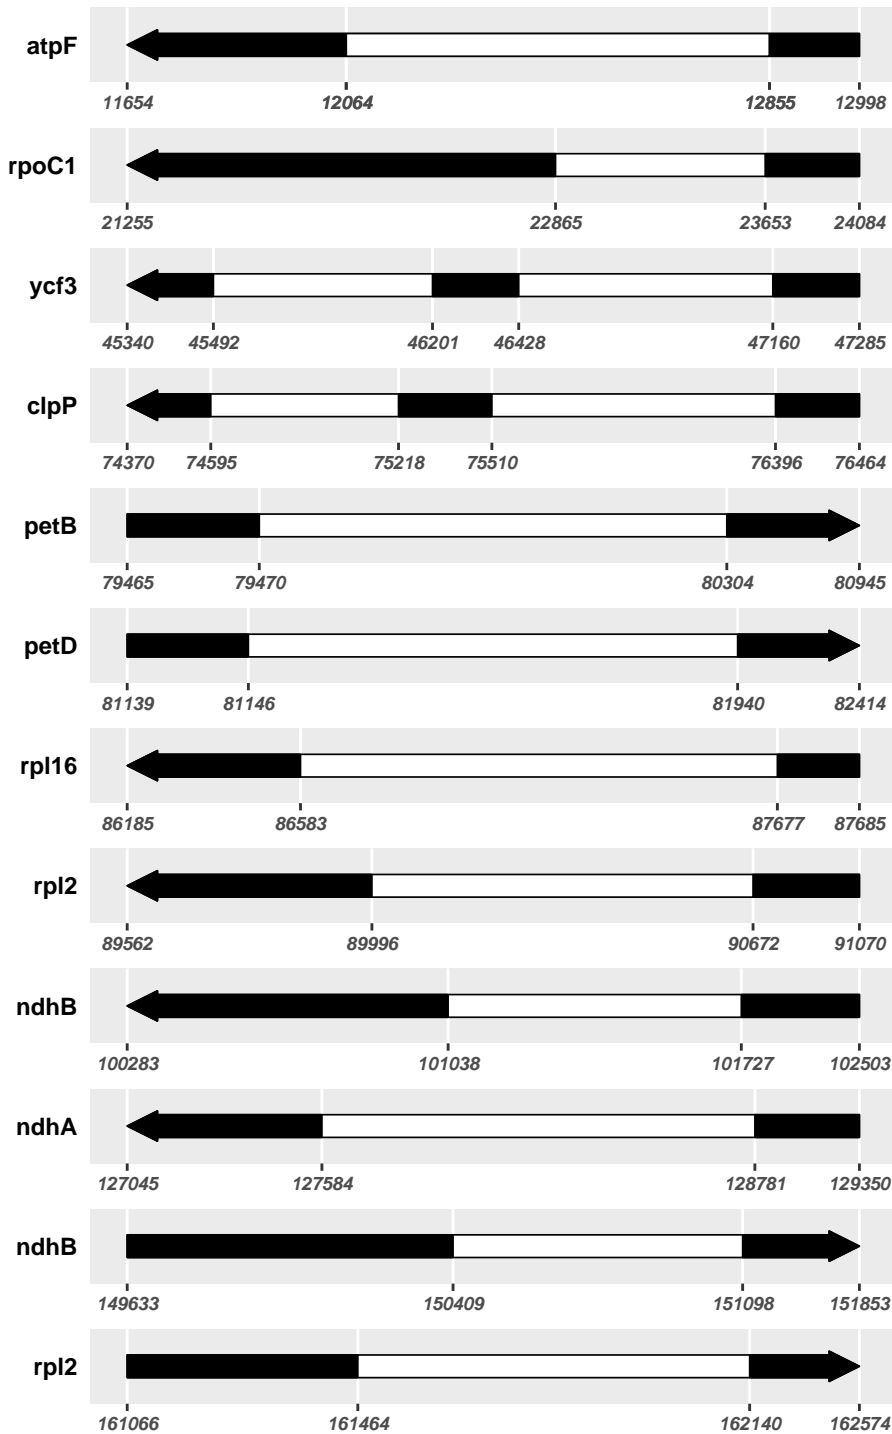 atpF
11654 12064 12855 12998
rpoC1
21255 22865 23653 24084
ycf3
45340 45492 46201 46428 47160 47285
clpP
74370 74595 75218 75510 76396 76464
petB
79465 79470 80304 80945
petD
81139 81146 81940 82414
rpl16
86185 86583 87677 87685
rpl2
89562 89996 90672 91070
ndhB
100283 101038 101727 102503
ndhA
127045 127584 128781 129350
ndhB
149633 150409 151098 151853
rpl2
161066 161464 162140 162574